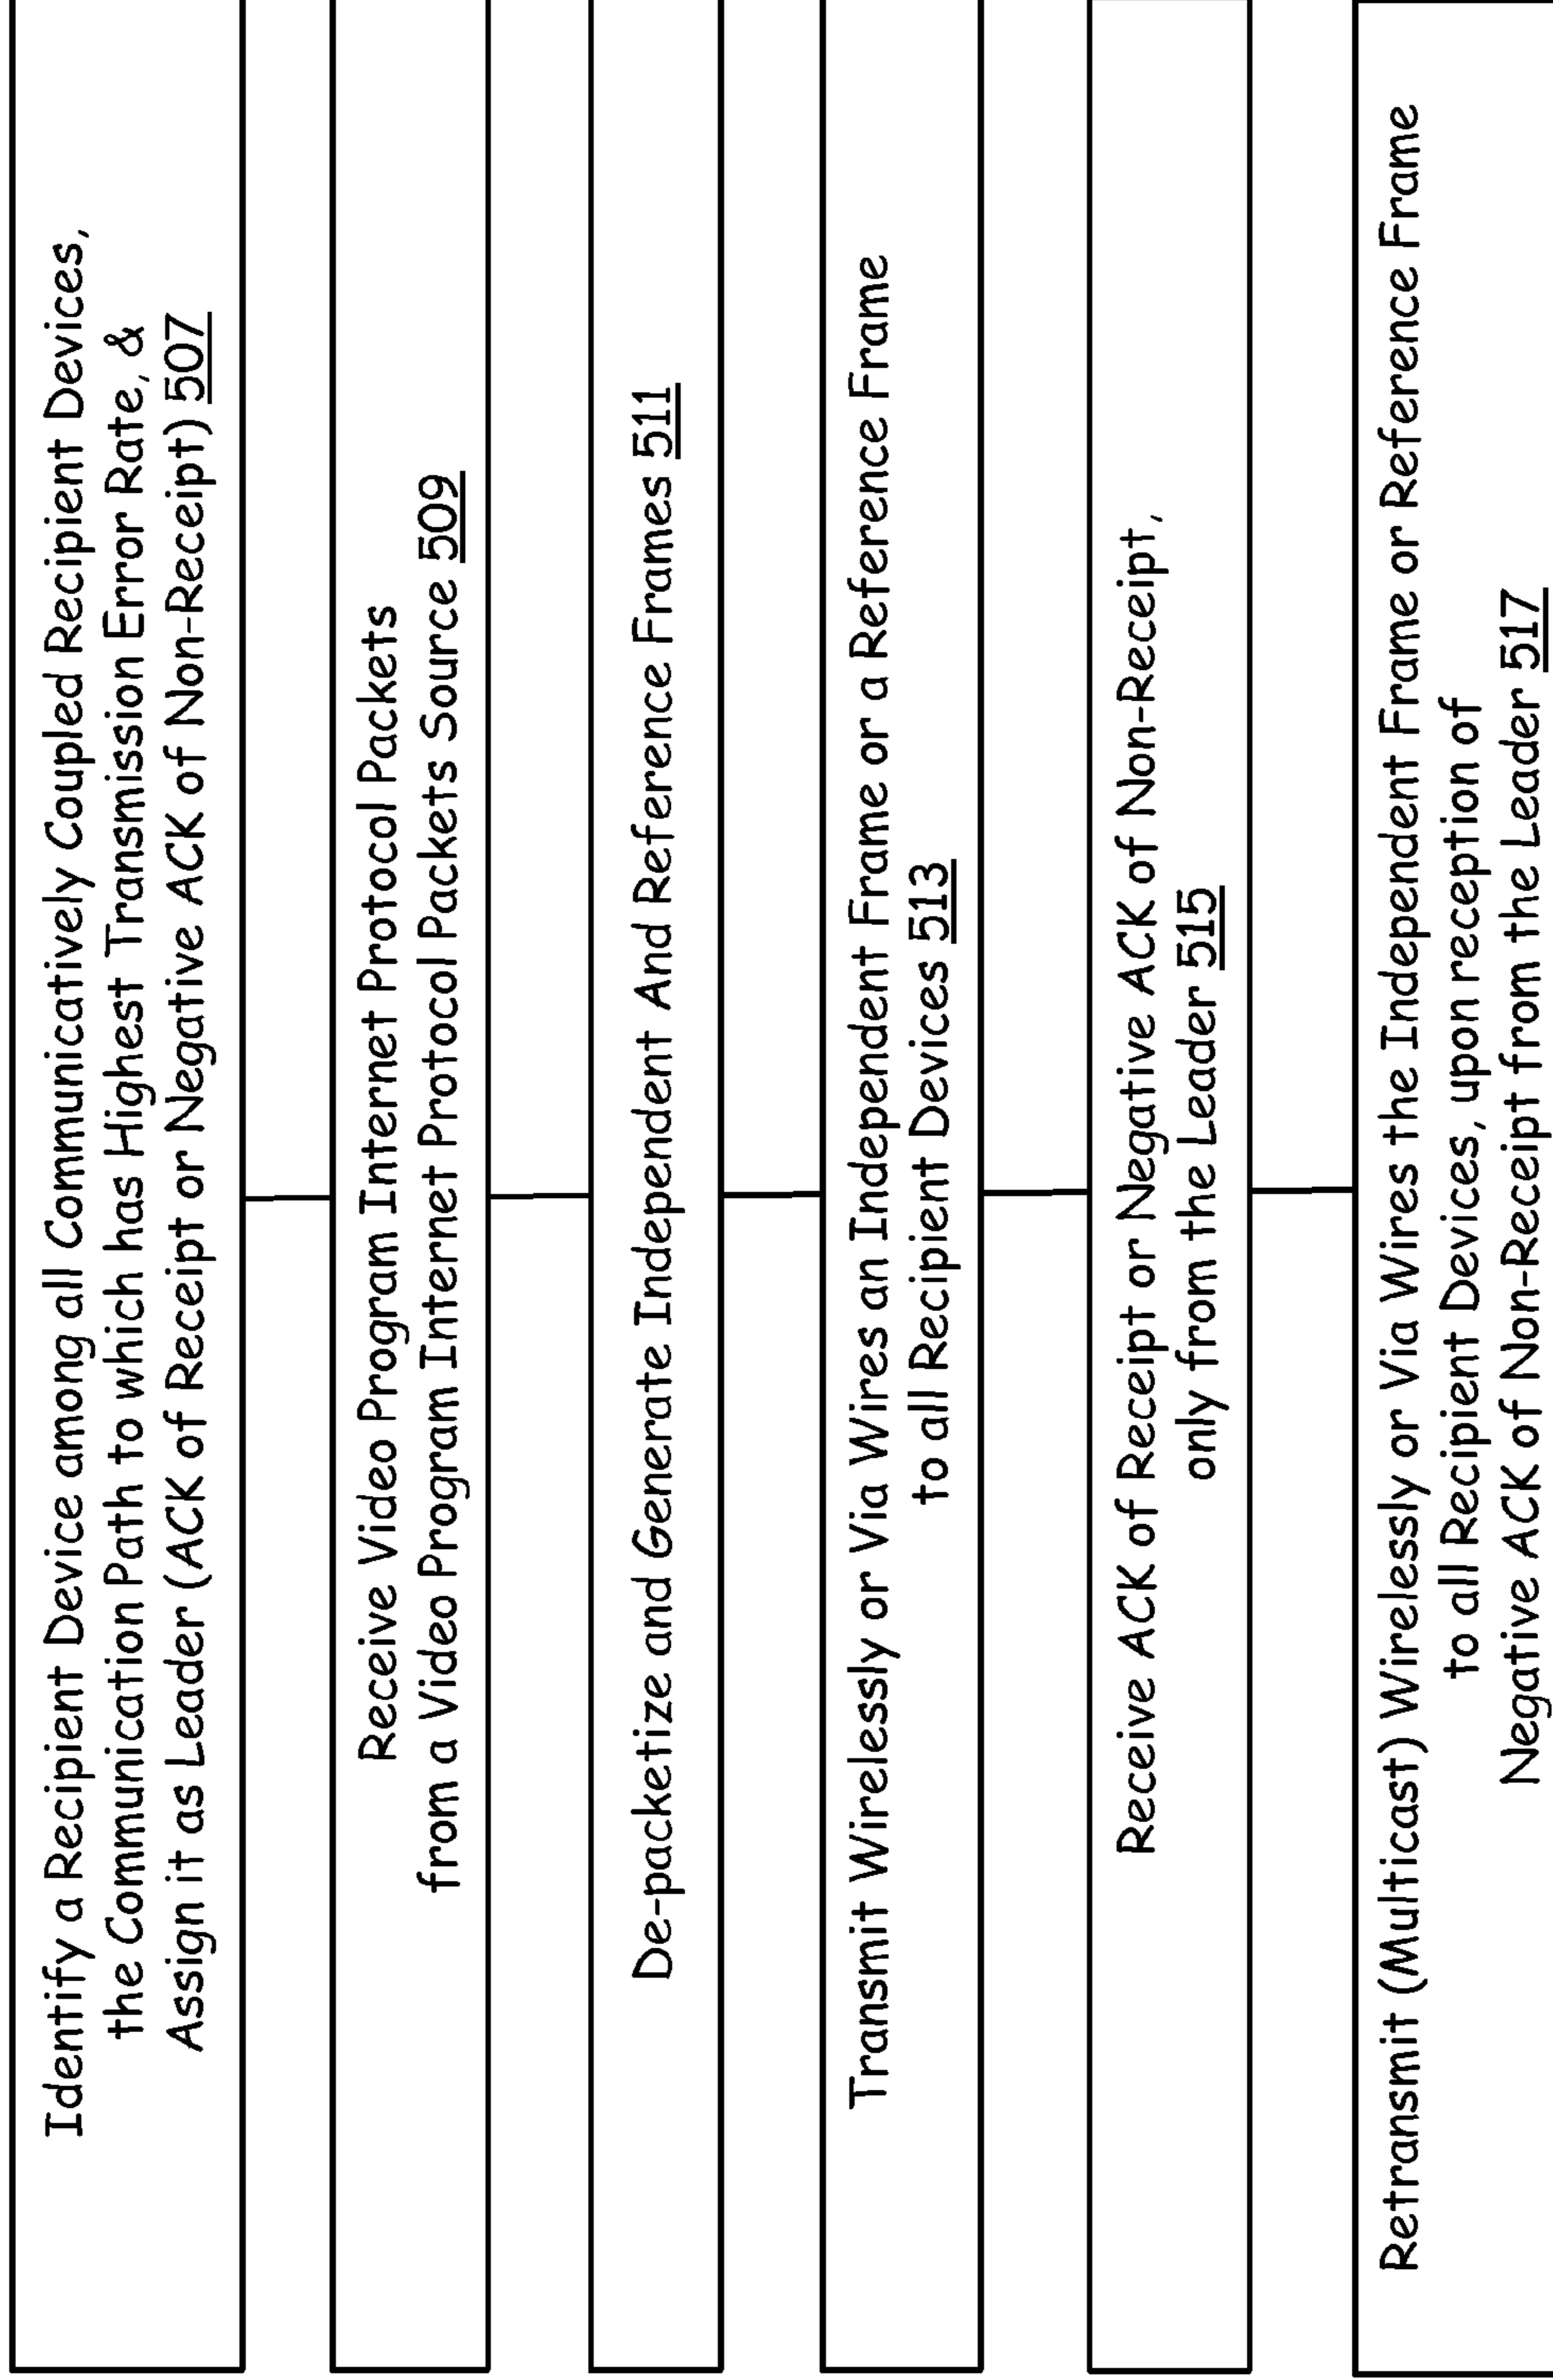 Identify a Recipient Device among all Communicatively Coupled Recipient Devices,
the Communication Path to which has Highest Transmission Error Rate, &
Assign it as Leader (ACK of Receipt or Negative ACK of Non-Receipt) 507
Receive Video Program Internet Protocol Packets
from a Video Program Internet Protocol Packets Source 509
De-packetize and Generate Independent And Reference Frames 511
Transmit Wirelessly or Via Wires an Independent Frame or a Reference Frame
to all Recipient Devices 513
Receive ACK of Receipt or Negative ACK of Non-Receipt,
only from the Leader 515
Retransmit (Multicast) Wirelessly or Via Wires the Independent Frame or Reference Frame
to all Recipient Devices, upon reception of
Negative ACK of Non-Receipt from the Leader 517